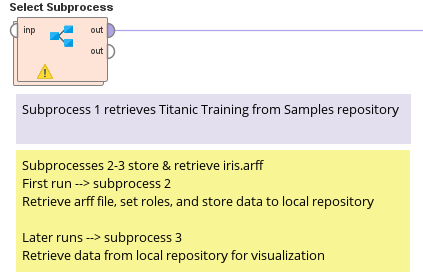 Select Subprocess
inp
out
out
Subprocess 1 retrieves Titanic Training from Samples repository
Subprocesses 2-3 store & retrieve iris.arff
First run --> subprocess 2
Retrieve arff file, set roles, and store data to local repository
Later runs --> subprocess 3
Retrieve data from local repository for visualization